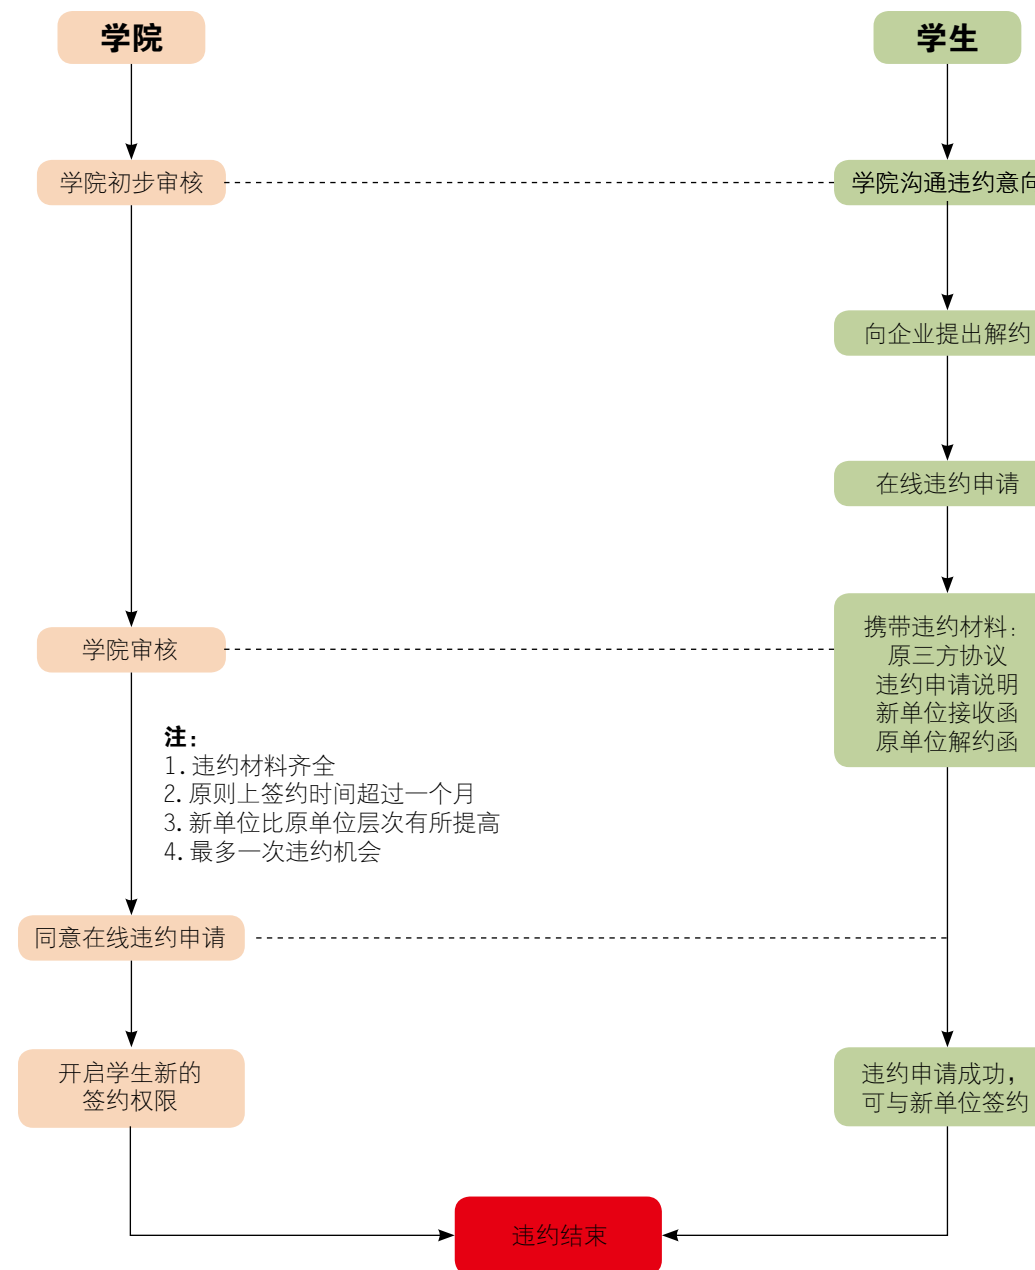 学院
学生
学院初步审核
学院沟通违约意向
向企业提出解约
在线违约申请
学院审核
携带违约材料：
原三方协议
违约申请说明
新单位接收函
原单位解约函
注：
1. 违约材料齐全
2. 原则上签约时间超过一个月
3. 新单位比原单位层次有所提高
4. 最多一次违约机会
同意在线违约申请
开启学生新的
签约权限
违约申请成功，
可与新单位签约
违约结束